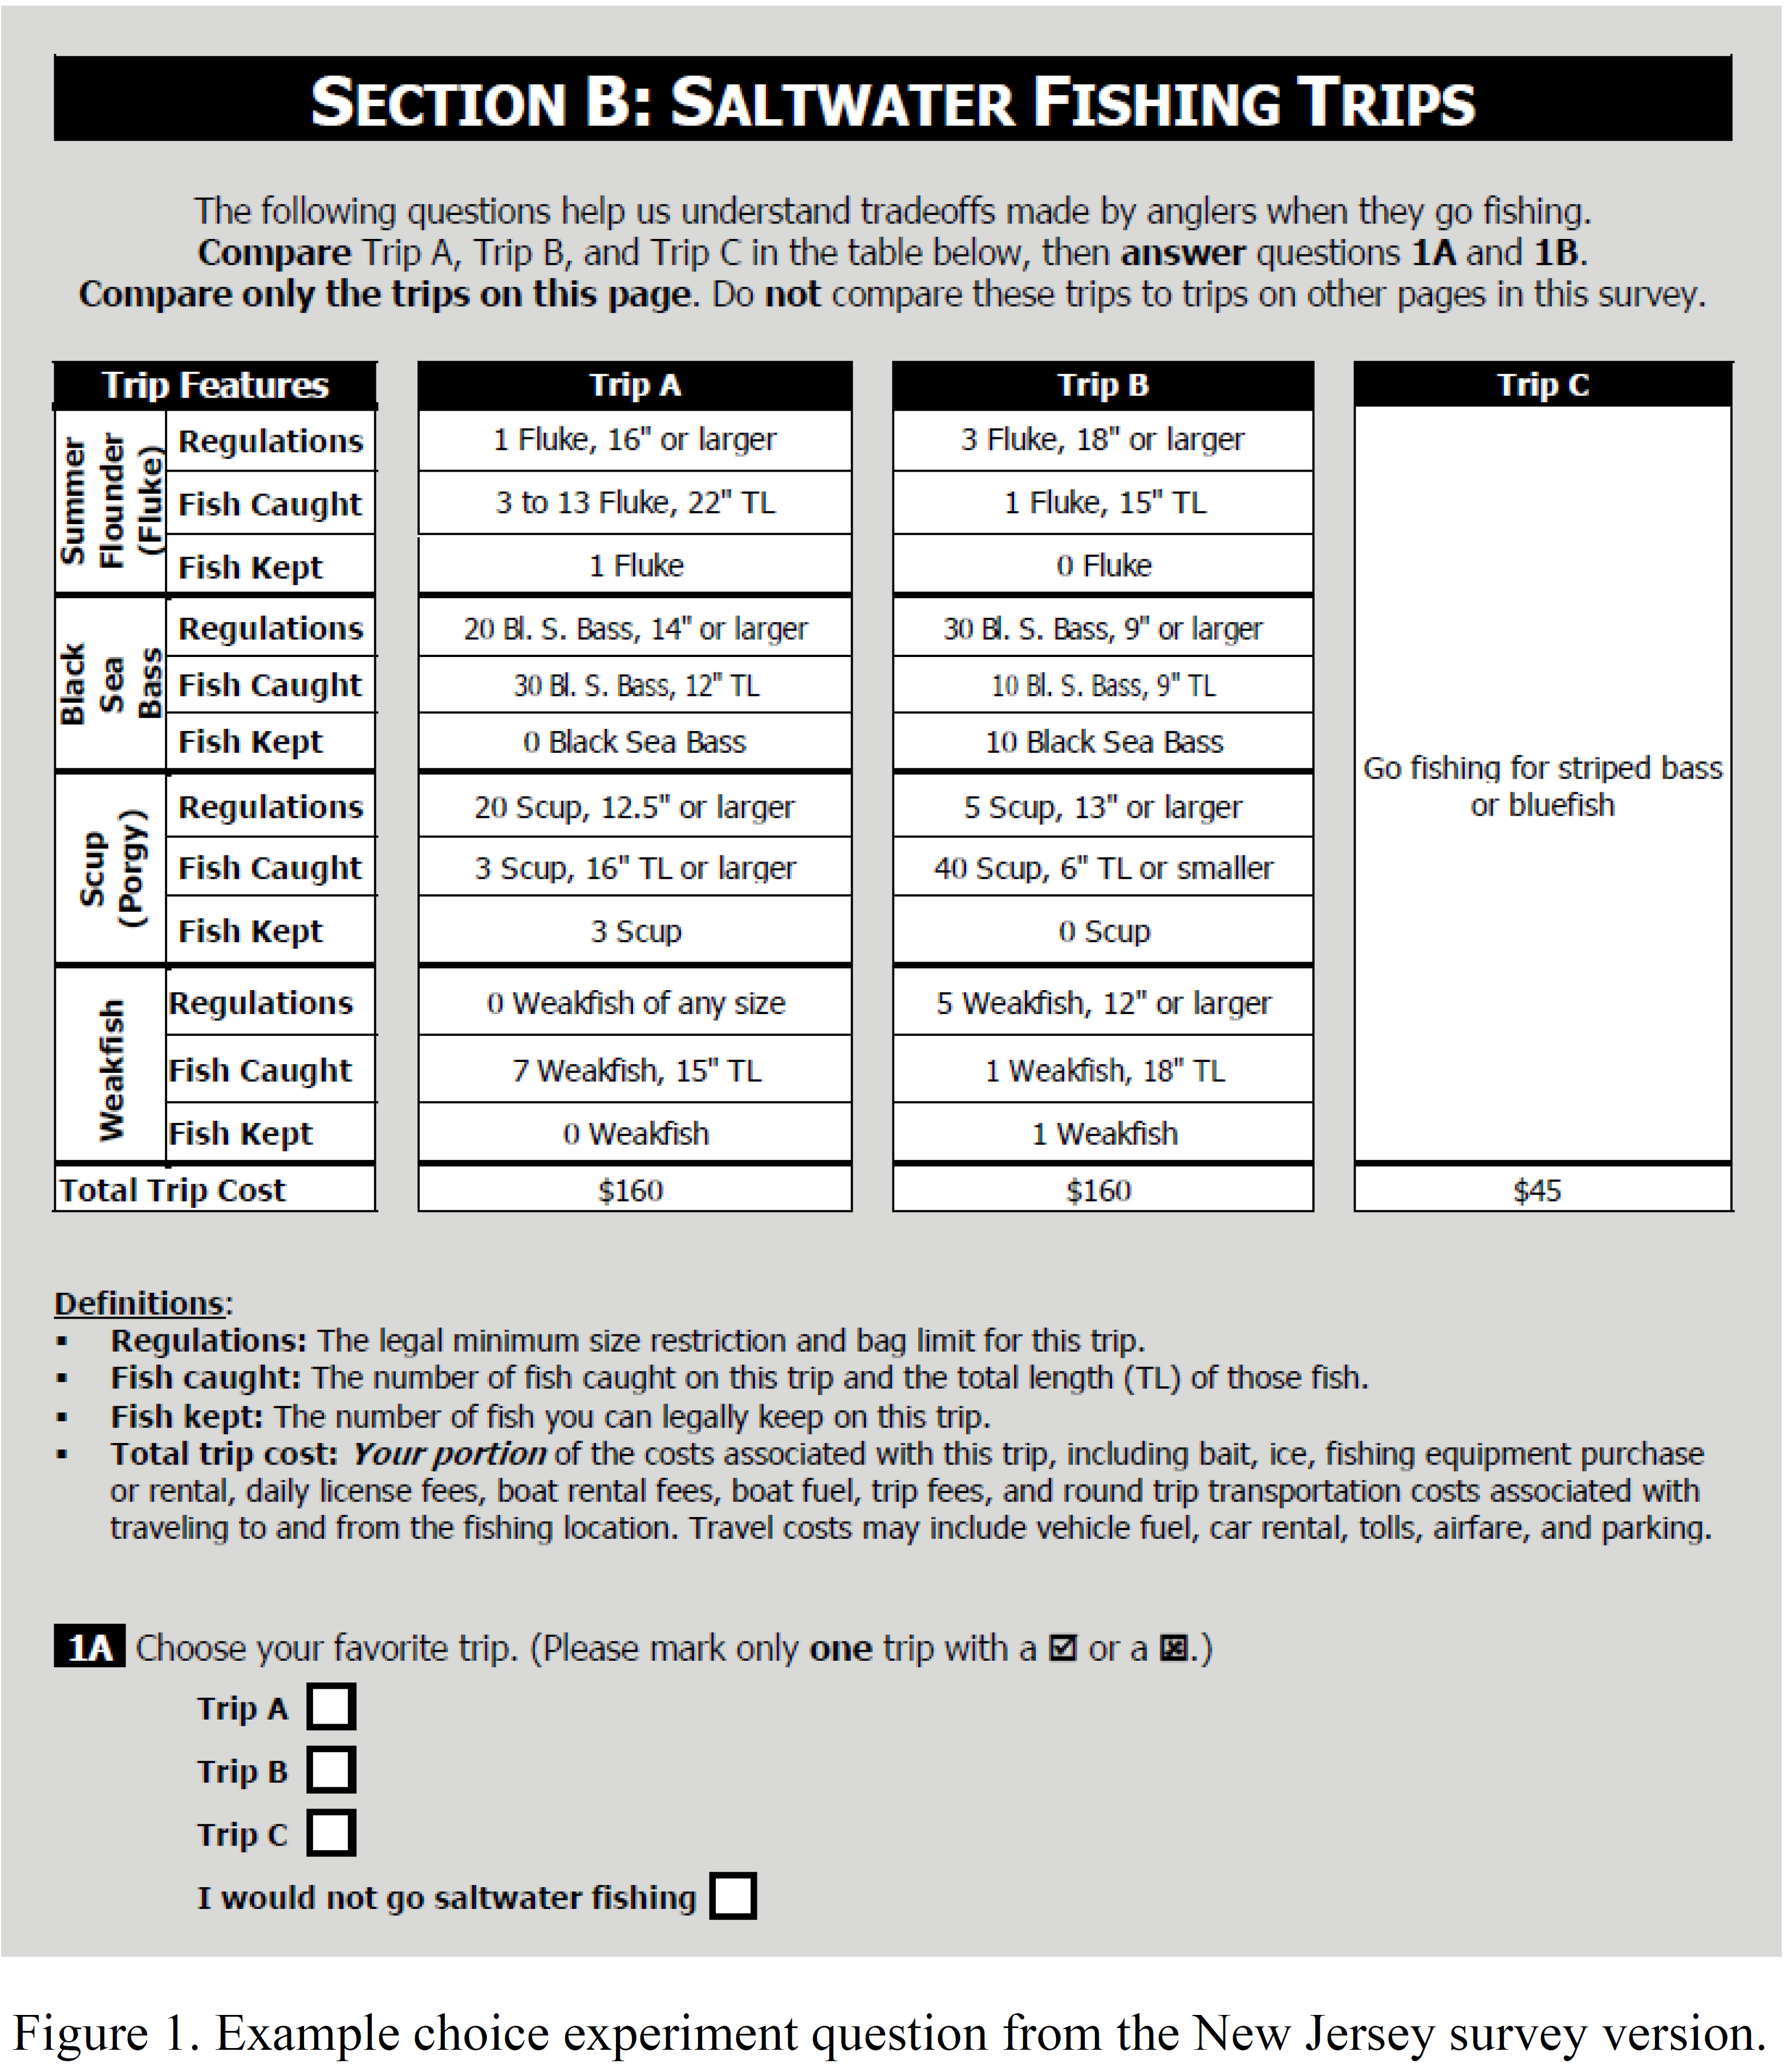 SECTION B: SALTWATER FISHING TRIPS
The following questions help us understand tradeoffs made by anglers when they go fishing.
Compare Trip A, Trip B, and Trip C in the table below, then answer questions 1A and 1B.
Compare only the trips on this page. Do not compare these trips to trips on other pages in this survey.
Trip Features Trip A Trip B Trip C
Summer Flounder (Fluke)
Regulations 1 Fluke, 16" or larger 3 Fluke, 18" or larger
Fish Caught 3 to 13 Fluke, 22" TL 1 Fluke, 15" TL
Fish Kept 1 Fluke 0 Fluke
Black Sea Bass
Regulations 20 Bl. S. Bass, 14" or larger 30 Bl. S. Bass, 9" or larger
Fish Caught 30 Bl. S. Bass, 12" TL 10 Bl. S. Bass, 9" TL
Fish Kept 0 Black Sea Bass 10 Black Sea Bass
Go fishing for striped bass
or bluefish
Scup (Porgy)
Regulations 20 Scup, 12.5" or larger 5 Scup, 13" or larger
Fish Caught 3 Scup, 16" TL or larger 40 Scup, 6" TL or smaller
Fish Kept 3 Scup 0 Scup
Weakfish
Regulations 0 Weakfish of any size 5 Weakfish, 12" or larger
Fish Caught 7 Weakfish, 15" TL 1 Weakfish, 18" TL
Fish Kept 0 Weakfish 1 Weakfish
Total Trip Cost $160 $160 $45
Definitions:
▪ Regulations: The legal minimum size restriction and bag limit for this trip.
▪ Fish caught: The number of fish caught on this trip and the total length (TL) of those fish.
▪ Fish kept: The number of fish you can legally keep on this trip.
▪ Total trip cost: Your portion of the costs associated with this trip, including bait, ice, fishing equipment purchase
or rental, daily license fees, boat rental fees, boat fuel, trip fees, and round trip transportation costs associated with
traveling to and from the fishing location. Travel costs may include vehicle fuel, car rental, tolls, airfare, and parking.
1A Choose your favorite trip. (Please mark only one trip with a ☑ or a ☒.)
Trip A
Trip B
Trip C
I would not go saltwater fishing
Figure 1. Example choice experiment question from the New Jersey survey version.